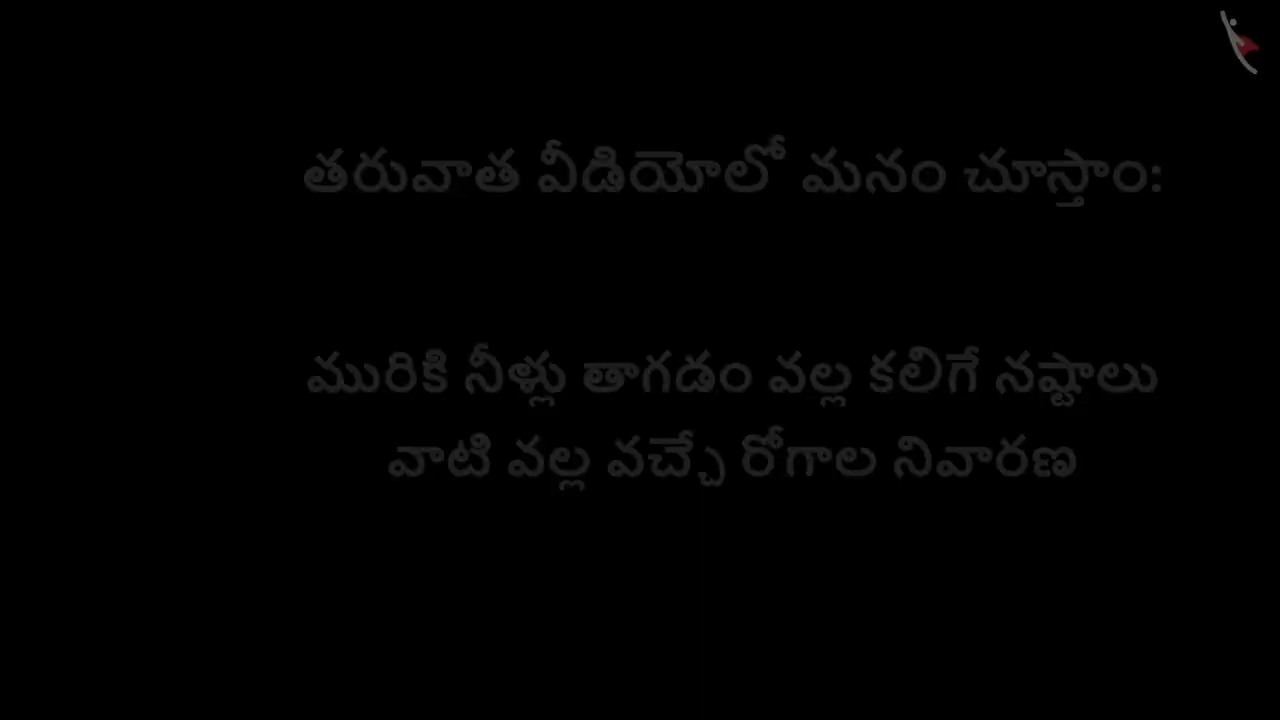 తరువాత వీడియోలో మనం చూస్తాం:
మురికి నీళ్లు తాగడం వల్ల కలిగే నష్టాలు
వాటి వల్ల వచ్చే రోగాల నివారణ